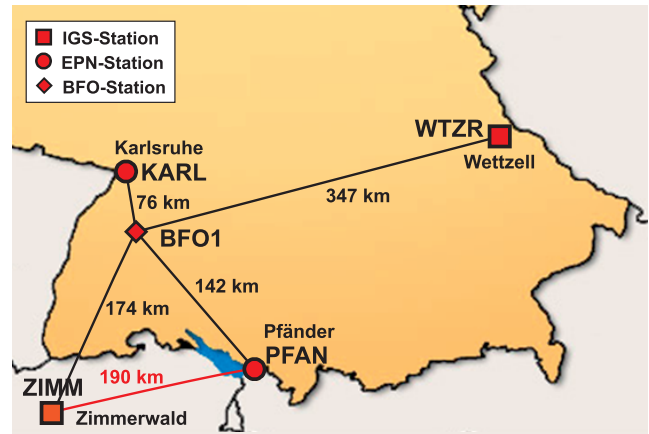 IGS-Station
EPN-Station
BFO-Station
WTZR
Wettzell
Karlsruhe
KARL
76 km
347 km
BFO1
142 km
174 km
Pfänder
PFAN
190 km
ZIMM
Zimmerwald